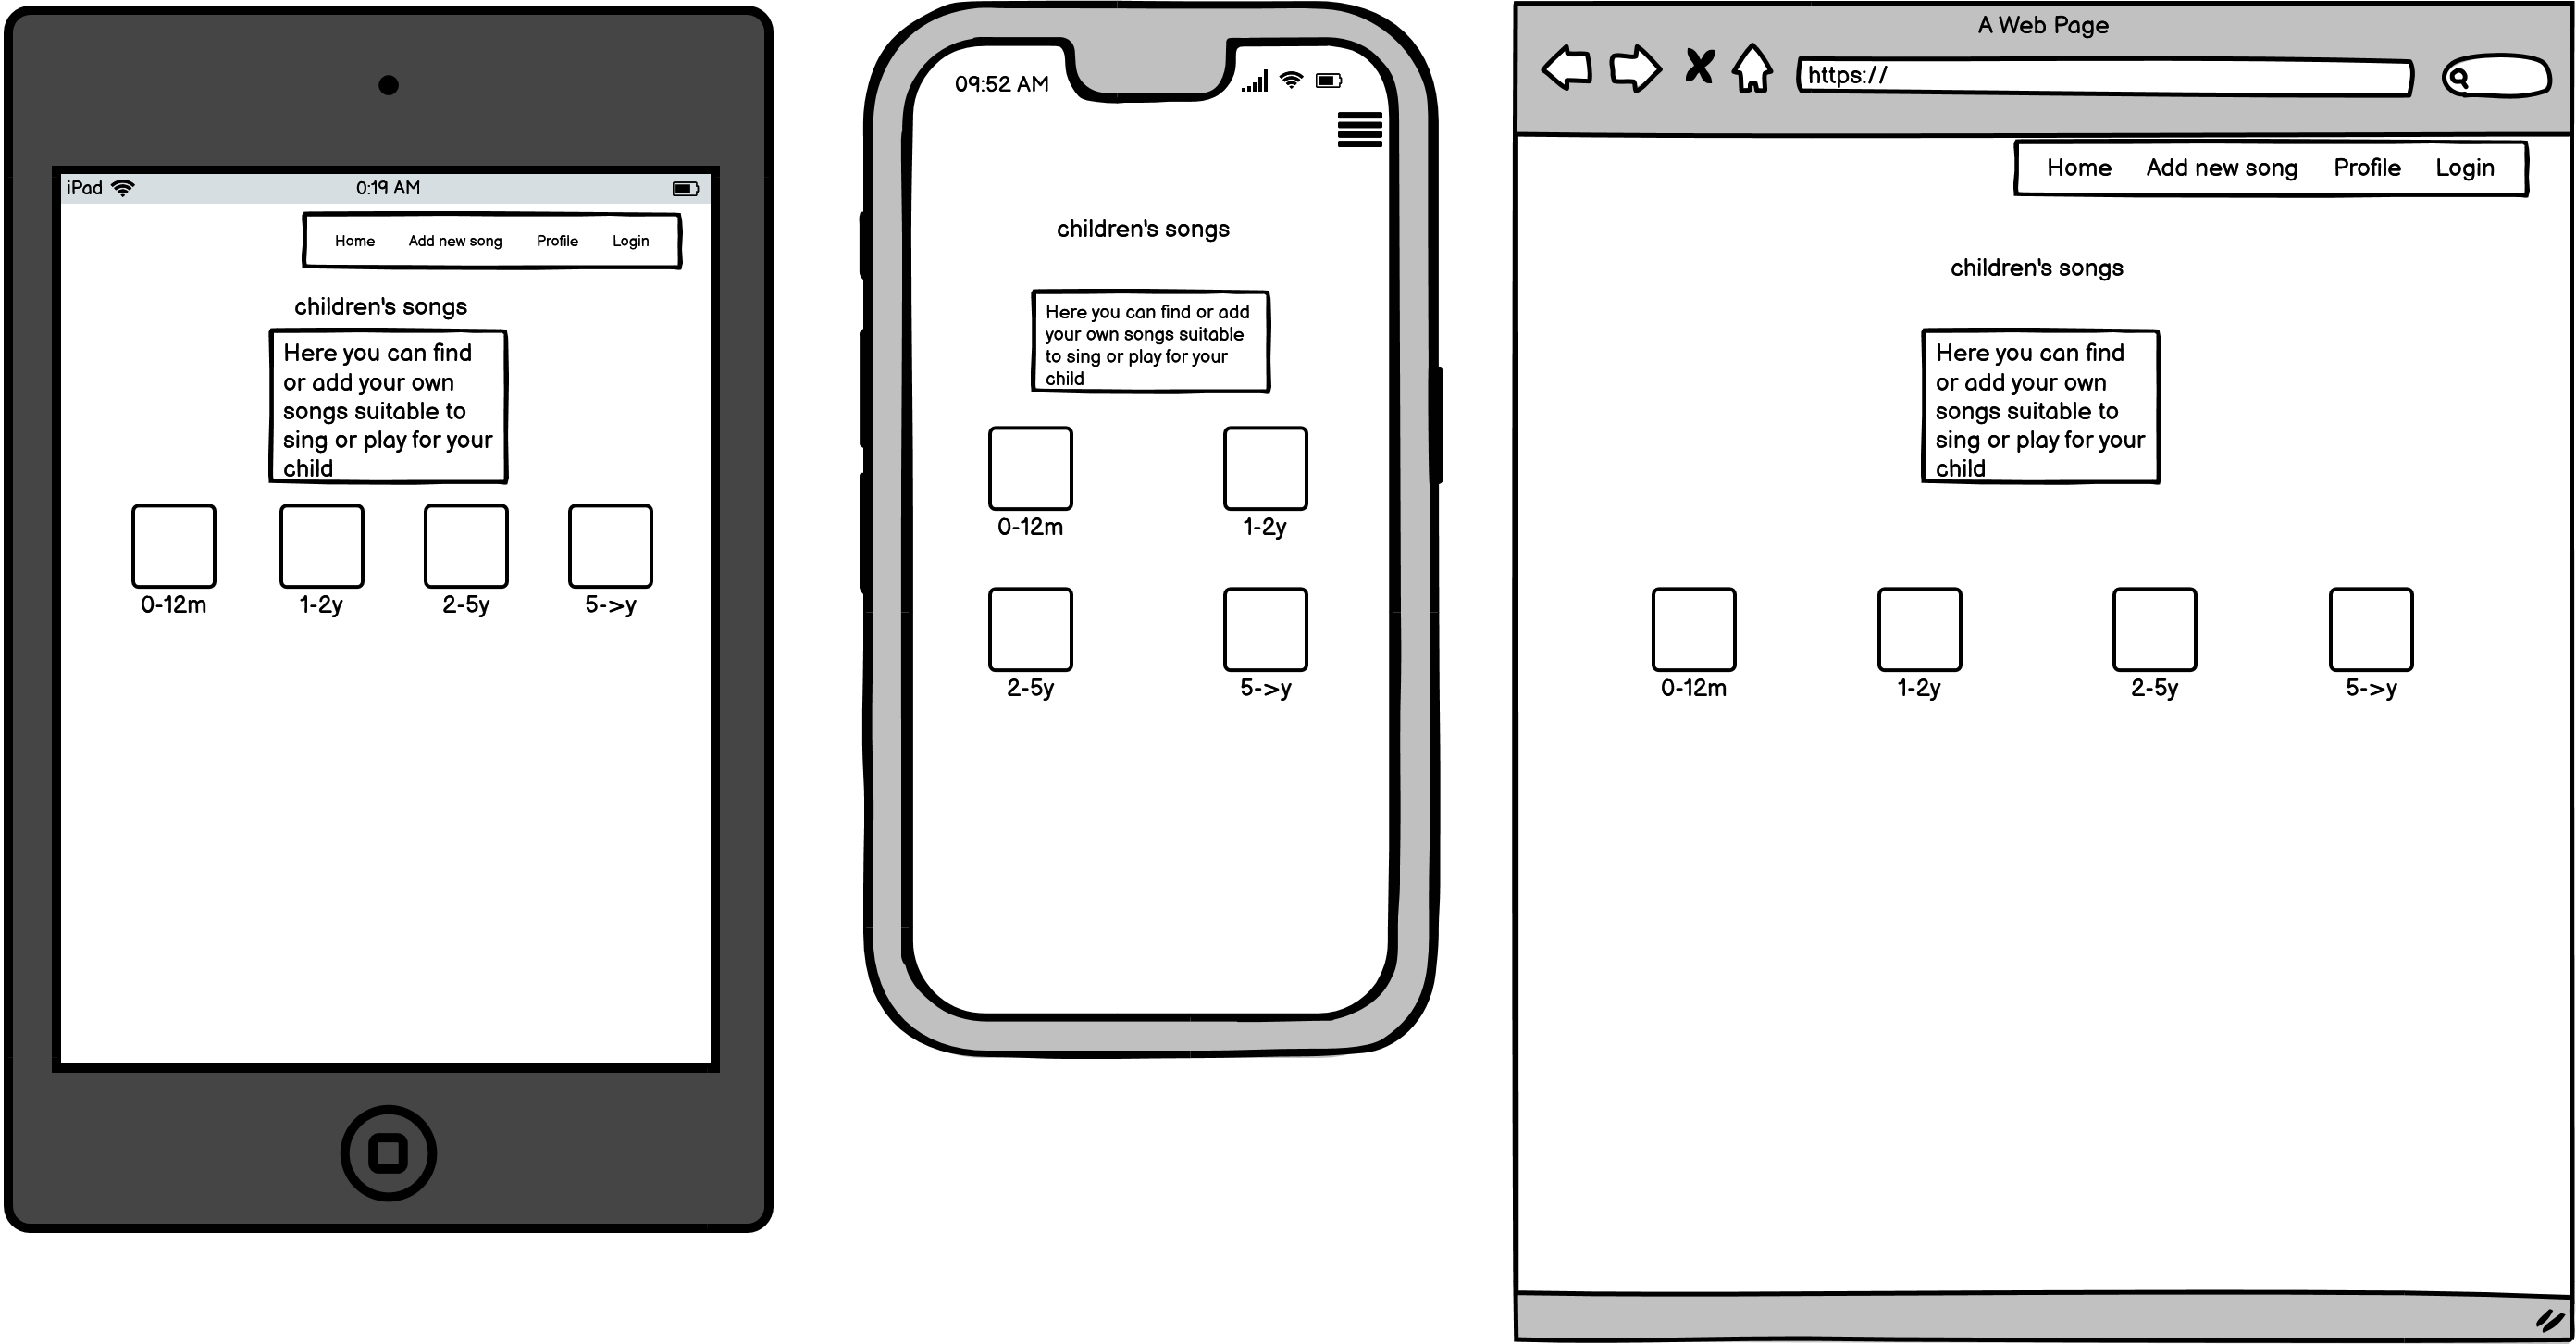 iPad 0:19 AM
Home Add new song Profile Login
children's songs
Here you can find
or add your own
songs suitable to
sing or play for your
child
0-12m 1-2y 2-5y 5->y
09:52 AM
children's songs
Here you can find or add
your own songs suitable
to sing or play for your
child
0-12m 1-2y
2-5y 5->y
A Web Page
https://
Home Add new song Profile Login
children's songs
Here you can find
or add your own
songs suitable to
sing or play for your
child
0-12m 1-2y 2-5y 5->y